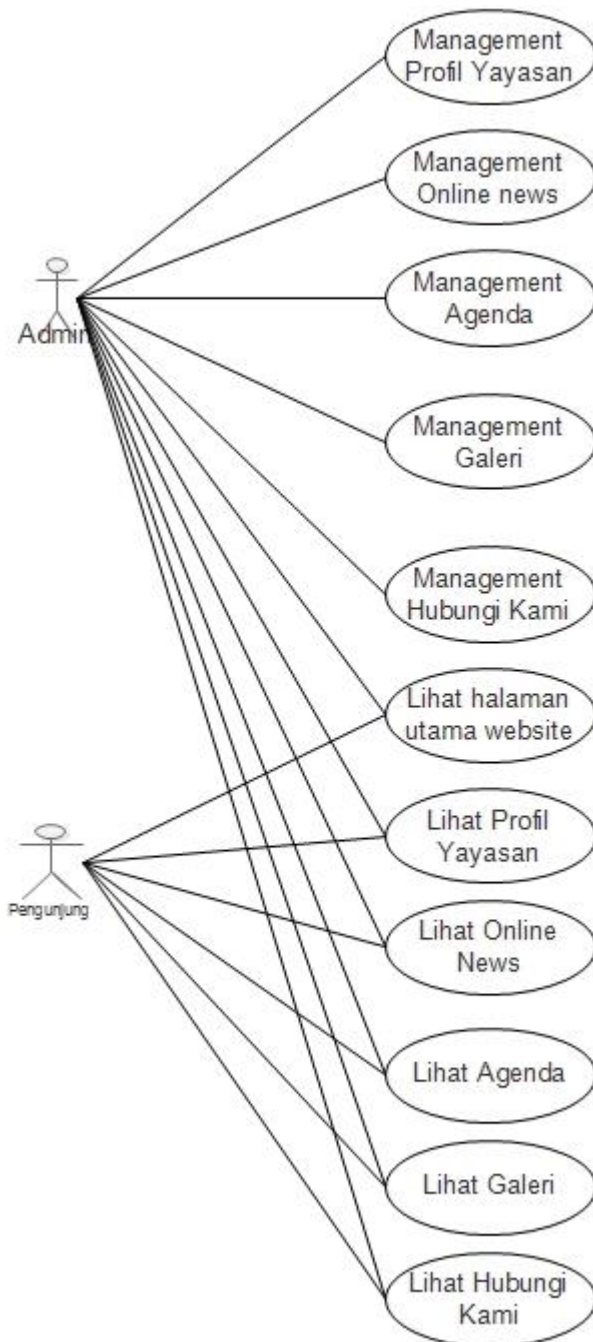 Management
Profil Yayasan
Management
Online news
Management
Agenda
Admin
Management
Galeri
Management
Hubungi Kami
Lihat halaman
utama website
Lihat Profil
Yayasan
Pengunjung
Lihat Online
News
Lihat Agenda
Lihat Galeri
Lihat Hubungi
Kami